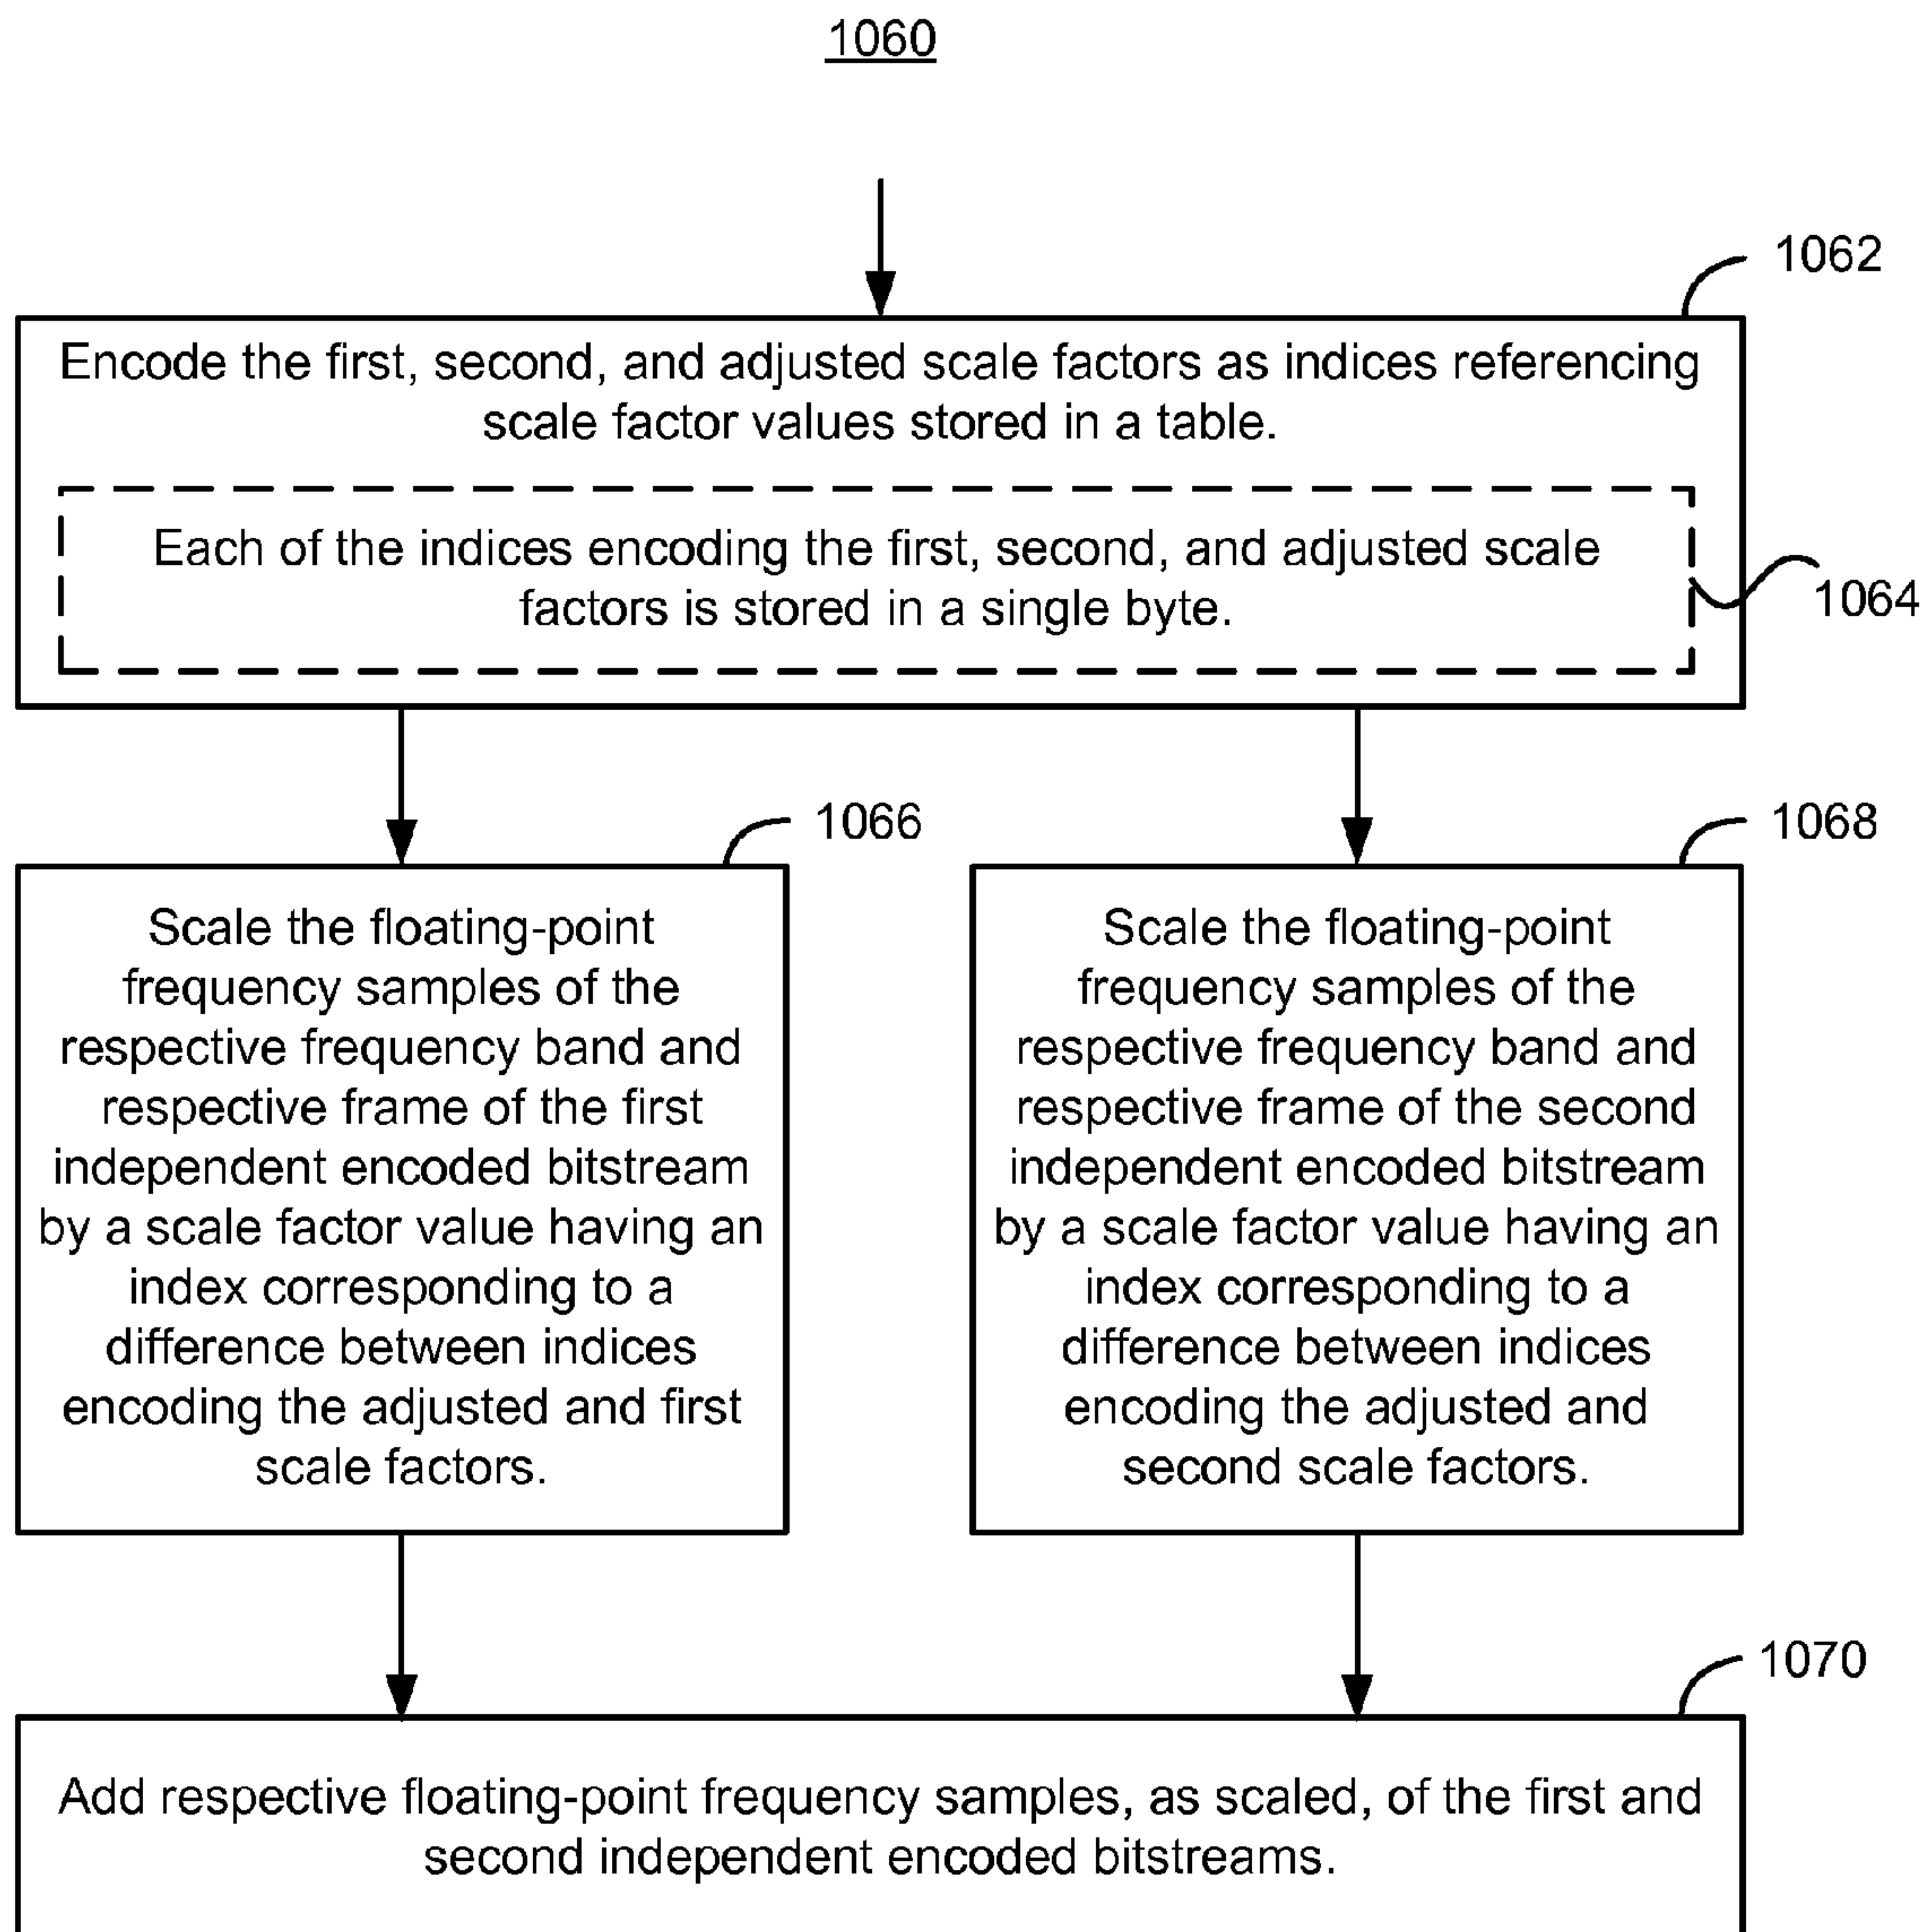 1060
1062
Encode the first, second, and adjusted scale factors as indices referencing
scale factor values stored in a table.
Each of the indices encoding the first, second, and adjusted scale
factors is stored in a single byte.
1064
1066
Scale the floating-point
frequency samples of the
respective frequency band and
respective frame of the first
independent encoded bitstream
by a scale factor value having an
index corresponding to a
difference between indices
encoding the adjusted and first
scale factors.
1068
Scale the floating-point
frequency samples of the
respective frequency band and
respective frame of the second
independent encoded bitstream
by a scale factor value having an
index corresponding to a
difference between indices
encoding the adjusted and
second scale factors.
1070
Add respective floating-point frequency samples, as scaled, of the first and
second independent encoded bitstreams.